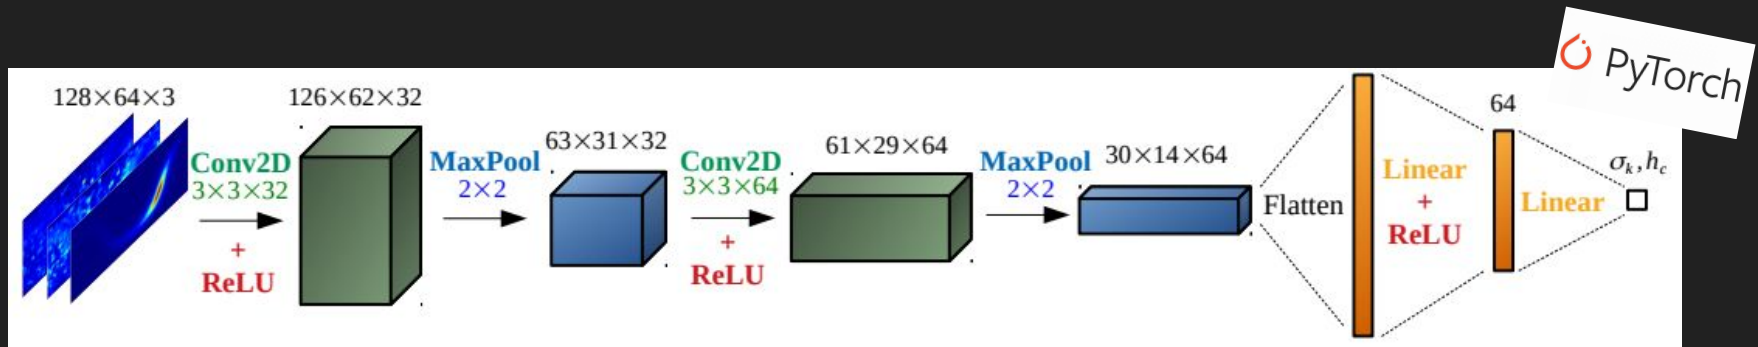 PyTorch
128×64×3
Conv2D
3×3×32
+
ReLU
126×62×32
MaxPool
2×2
63×31×32
Conv2D
3×3×64
+
ReLU
61×29×64
MaxPool
2×2
30×14×64
Flatten
Linear
+
ReLU
64
Linear
σₖ,h_c